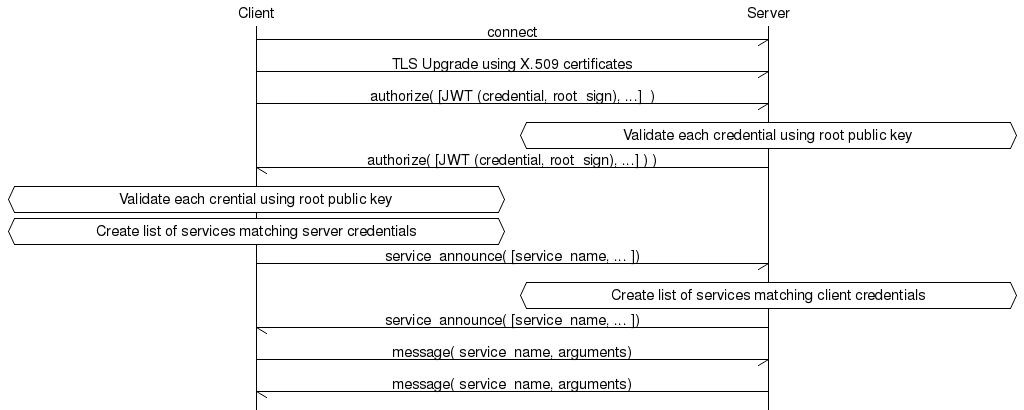 Client Server
connect
TLS Upgrade using X.509 certificates
authorize( [JWT (credential, root_sign), ...] )
Validate each credential using root public key
authorize( [JWT (credential, root_sign), ...] ) )
Validate each crential using root public key
Create list of services matching server credentials
service_announce( [service_name, ... ])
Create list of services matching client credentials
service_announce( [service_name, ... ])
message( service_name, arguments)
message( service_name, arguments)